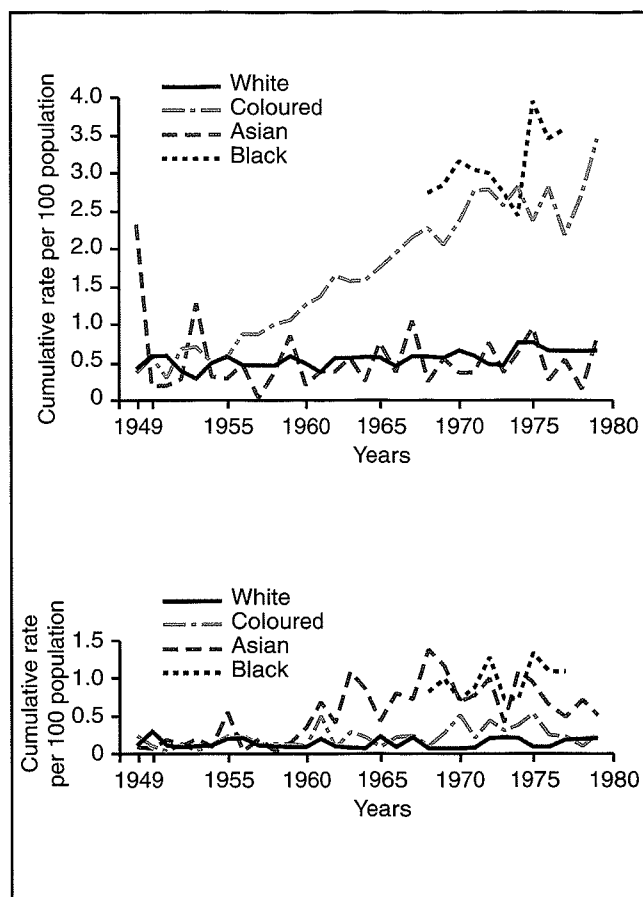 White
Coloured
Asian
Black
Cumulative rate per 100 population
4.0
3.5
3.0
2.5
2.0
1.5
1.0
0.5
0
1949 1955 1960 1965 1970 1975 1980
Years
White
Coloured
Asian
Black
Cumulative rate
per 100 population
1.5
1.0
0.5
0
1949 1955 1960 1965 1970 1975 1980
Years